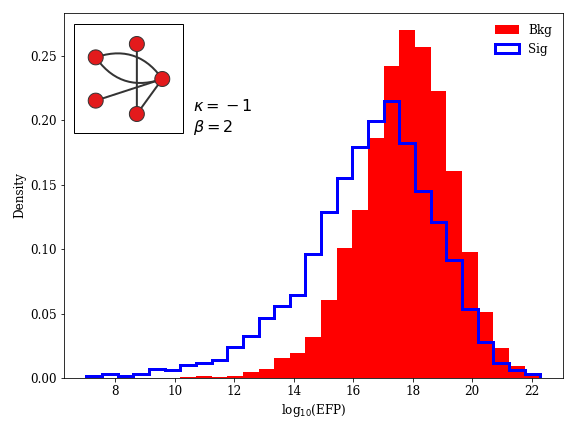 Bkg
Sig
κ = −1
β = 2
Density
0.25
0.20
0.15
0.10
0.05
0.00
8 10 12 14 16 18 20 22
log₁₀(EFP)